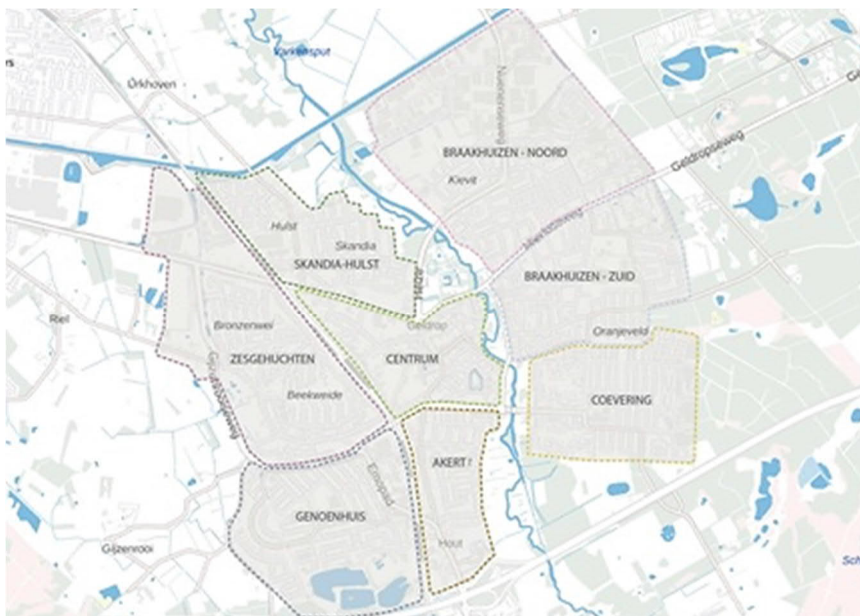 Varkensput
Urkhoven
BRAAKHUIZEN - NOORD
Kievit
Geldropseweg
Hulst
Skandia
SKANDIA-HULST
BRAAKHUIZEN - ZUID
Riel
Bronzenwei
Geldrop
Oranjeveld
ZESGEHUCHTEN
CENTRUM
Beekweide
COEVERING
AKERT
GENOENHUIS
Hout
Gijzenrooi